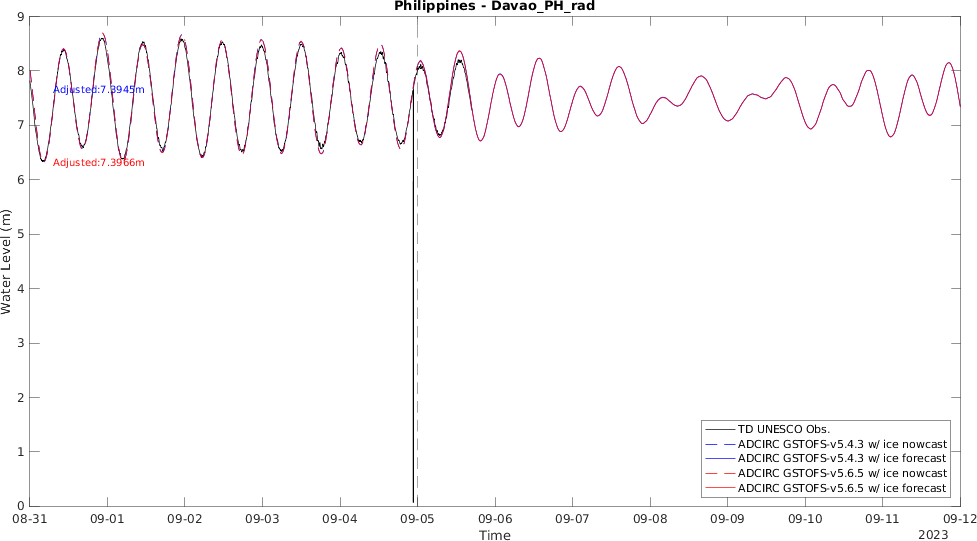 Philippines - Davao_PH_rad
9
8
7
6
5
4
3
2
1
0
Water Level (m)
Adjusted:7.3945m
Adjusted:7.3966m
TD UNESCO Obs.
ADCIRC GSTOFS-v5.4.3 w/ ice nowcast
ADCIRC GSTOFS-v5.4.3 w/ ice forecast
ADCIRC GSTOFS-v5.6.5 w/ ice nowcast
ADCIRC GSTOFS-v5.6.5 w/ ice forecast
08-31 09-01 09-02 09-03 09-04 09-05 09-06 09-07 09-08 09-09 09-10 09-11 09-12
Time
2023